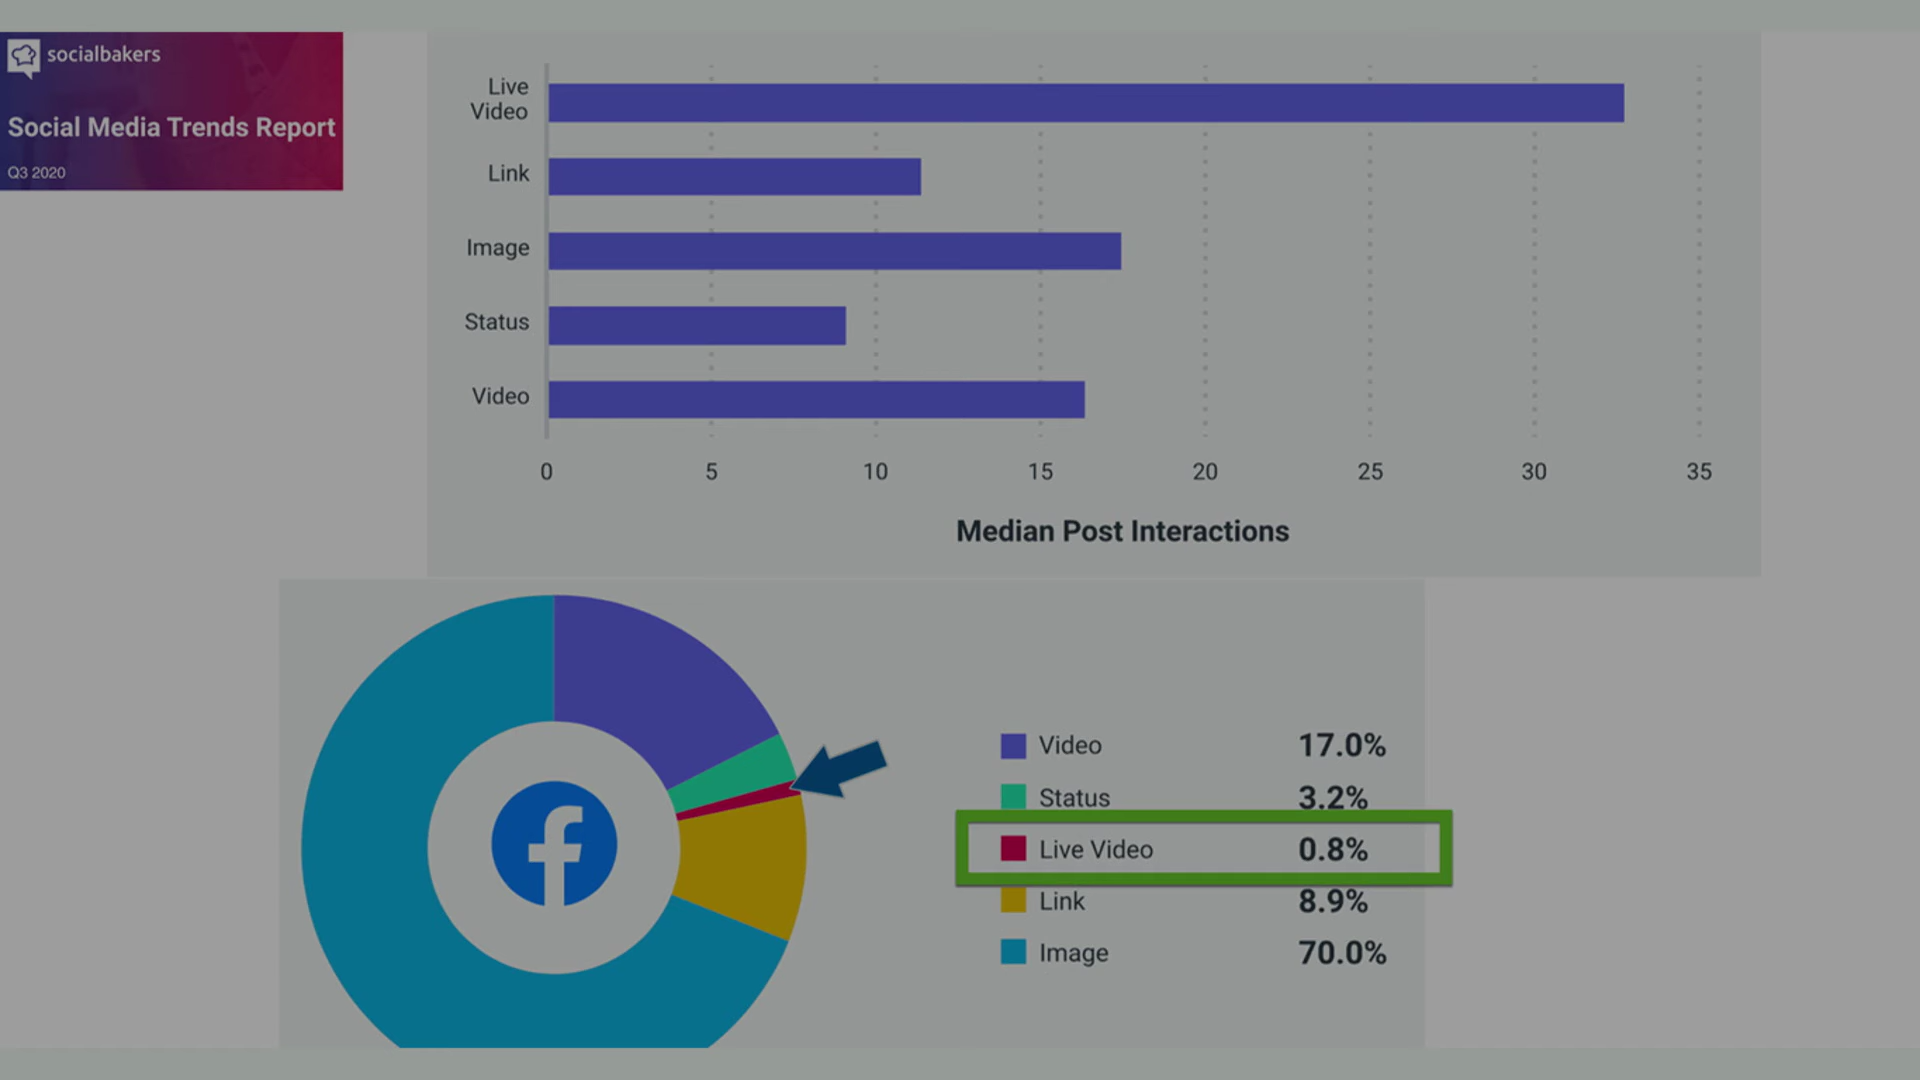 socialbakers
Social Media Trends Report
Q3 2020
Live
Video
Link
Image
Status
Video
0 5 10 15 20 25 30 35
Median Post Interactions
Video 17.0%
Status 3.2%
Live Video 0.8%
Link 8.9%
Image 70.0%